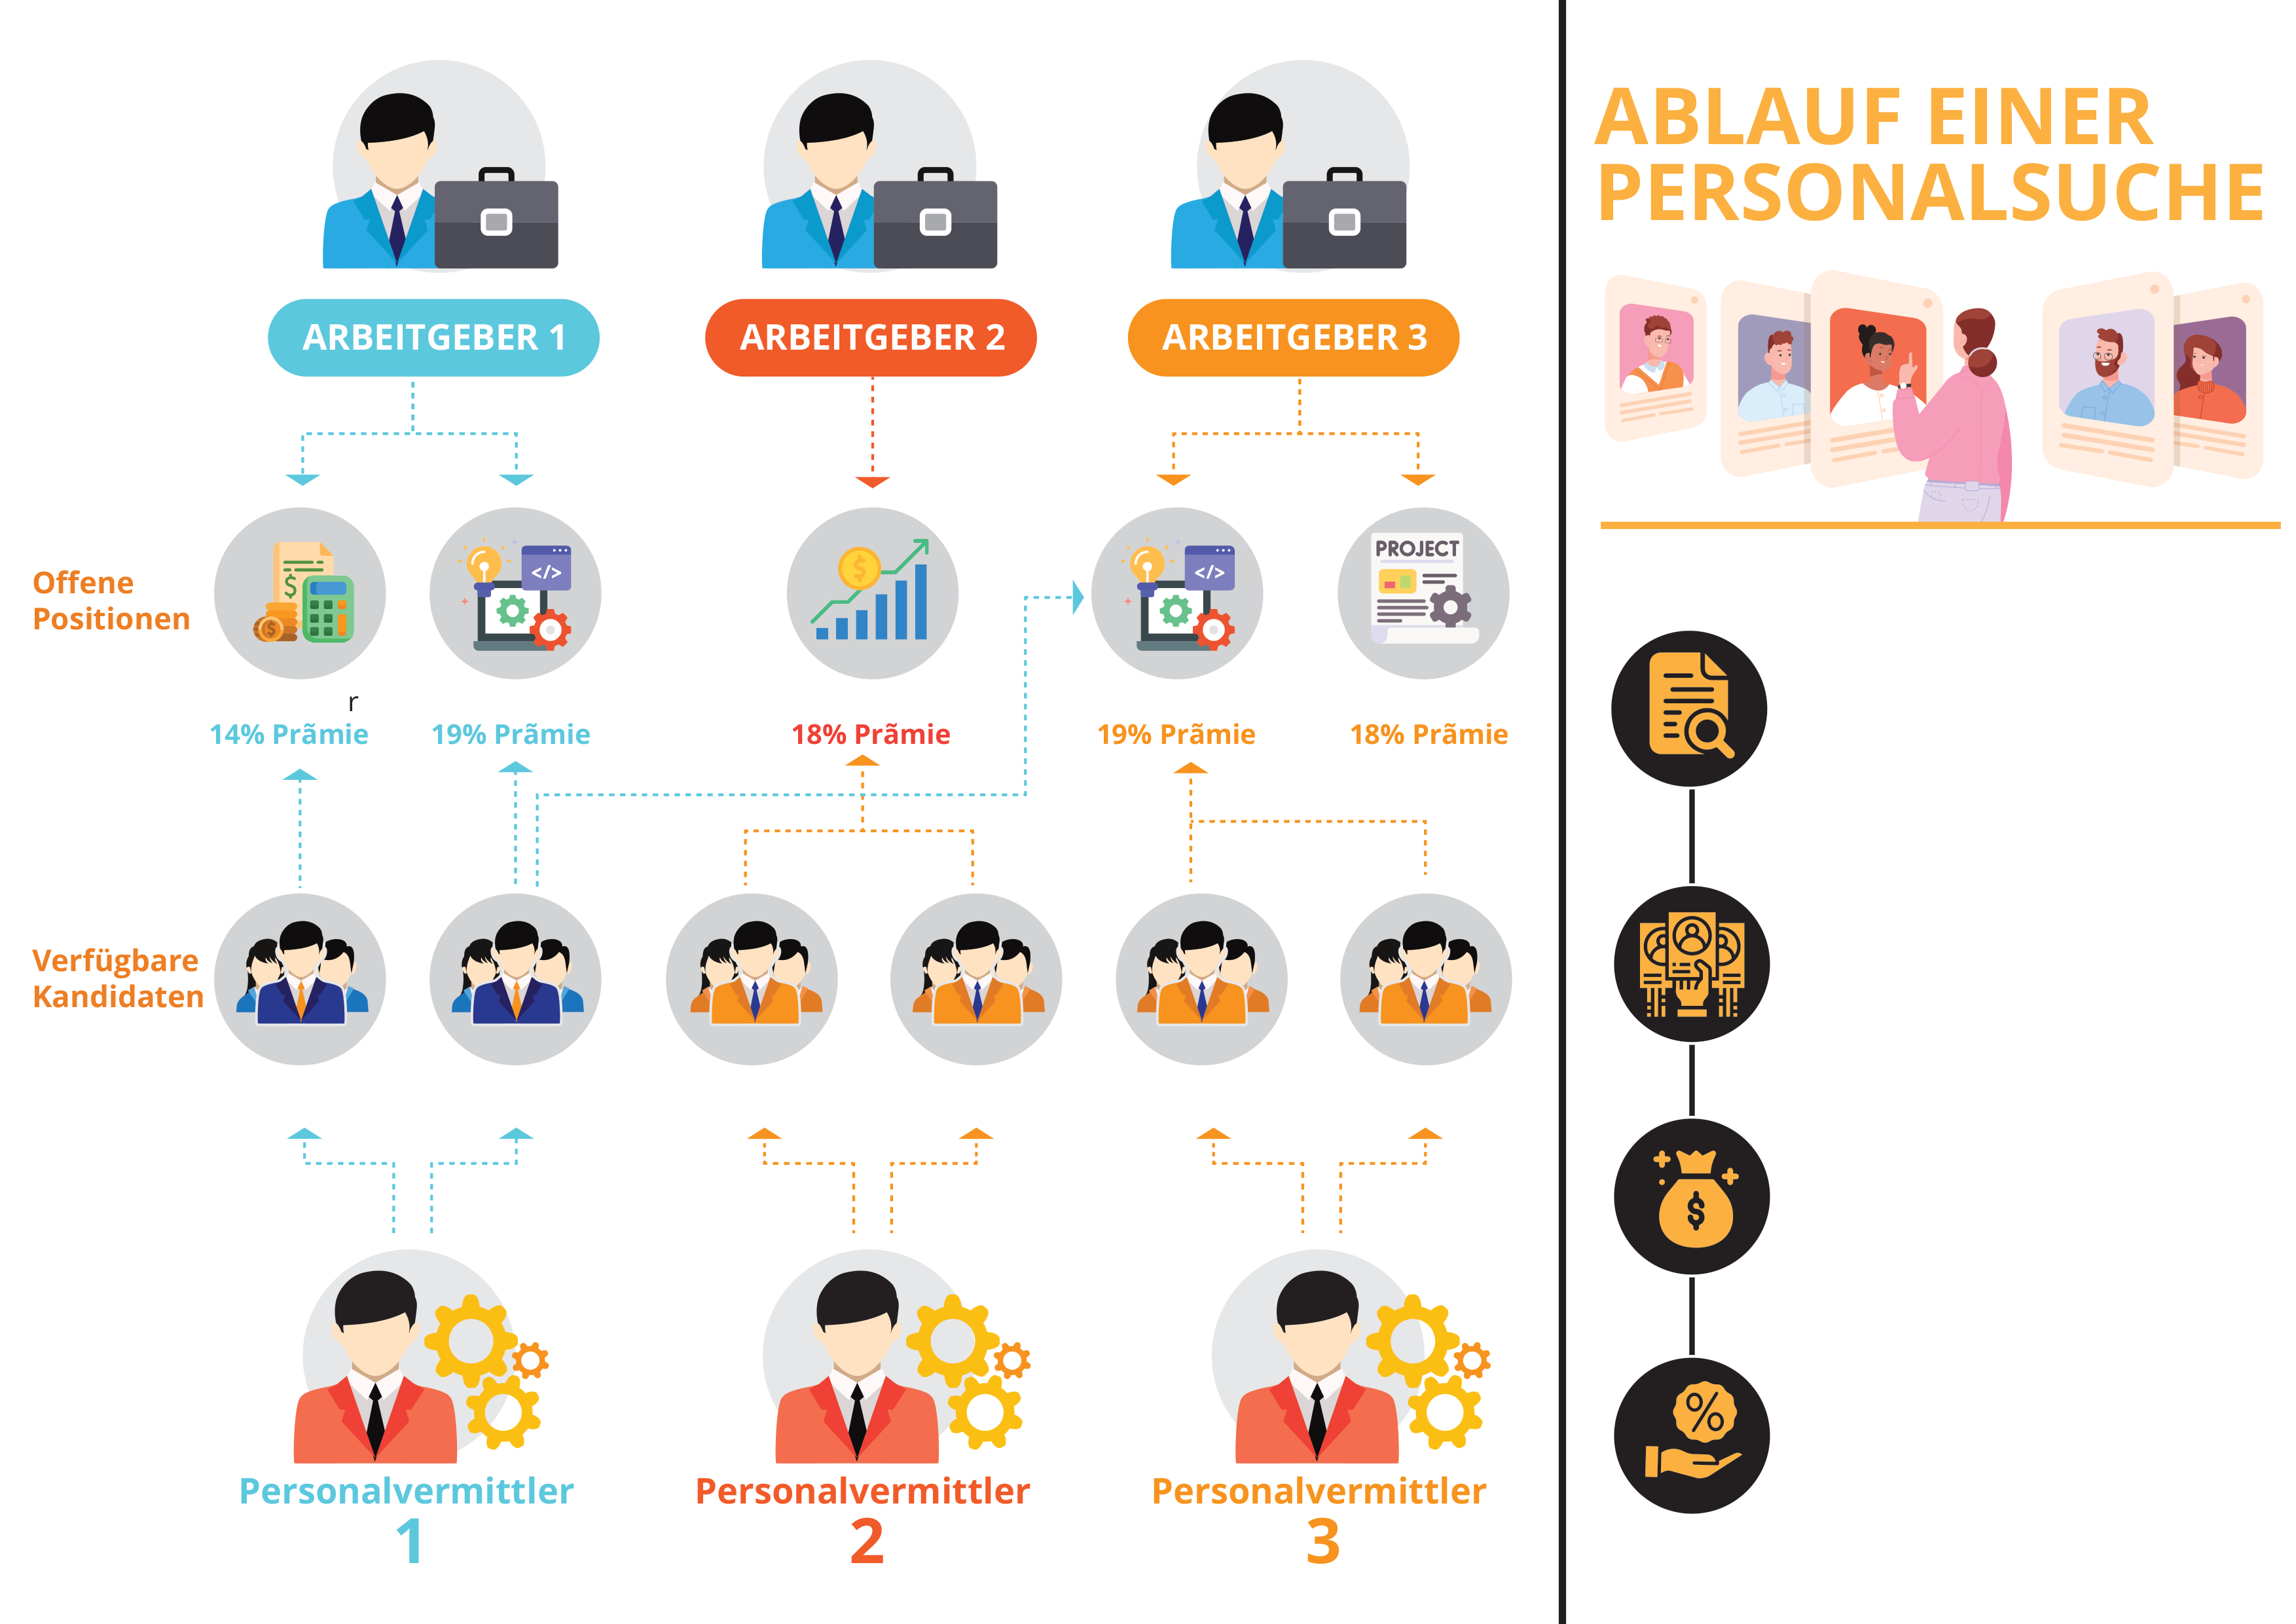 ARBEITGEBER 1
ARBEITGEBER 2
ARBEITGEBER 3
Offene
Positionen
$
$
</>
$
</>
PROJECT
r
14% Prãmie
19% Prãmie
18% Prãmie
19% Prãmie
18% Prãmie
Verfügbare
Kandidaten
Personalvermittler
1
Personalvermittler
2
Personalvermittler
3
ABLAUF EINER
PERSONALSUCHE
$
%